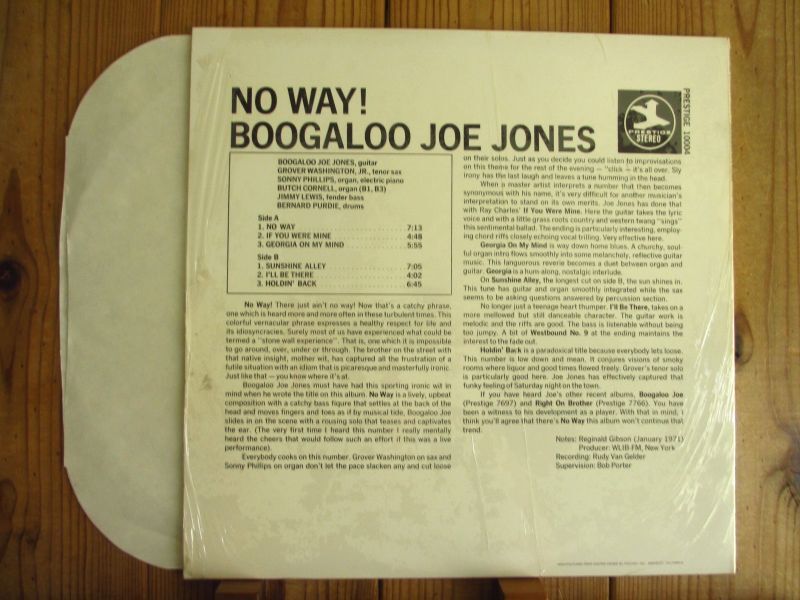 NO WAY!
BOOGALOO JOE JONES
PRESTIGE
STEREO
PRESTIGE 10004
BOOGALOO JOE JONES, guitar
GROVER WASHINGTON, JR., tenor sax
SONNY PHILLIPS, organ, electric piano
BUTCH CORNELL, organ (B1, B3)
JIMMY LEWIS, fender bass
BERNARD PURDIE, drums
Side A
1. NO WAY 7:13
2. IF YOU WERE MINE 4:48
3. GEORGIA ON MY MIND 5:55
Side B
1. SUNSHINE ALLEY 7:05
2. I'LL BE THERE 4:02
3. HOLDIN' BACK 6:45
No Way! There just ain't no way! Now that's a catchy phrase,
one which is heard more and more often in these turbulent times. This
colorful vernacular phrase expresses a healthy respect for life and
its idiosyncracies. Surely most of us have experienced what could be
termed a "stone wall experience". That is, one which it is impossible
to go around, over, under or through. The brother on the street with
that native insight, mother wit, has captured all the frustration of a
futile situation with an idiom that is picaresque and masterfully ironic.
Just like that — you know where it's at.
Boogaloo Joe Jones must have had this sporting ironic wit in
mind when he wrote the title on this album. No Way is a lively, upbeat
composition with a catchy bass figure that settles at the back of the
head and moves fingers and toes as if by musical tide. Boogaloo Joe
slides in on the scene with a rousing solo that teases and captivates
the ear. (The very first time I heard this number I really mentally
heard the cheers that would follow such an effort if this was a live
performance).
Everybody cooks on this number. Grover Washington on sax and
Sonny Phillips on organ don't let the pace slacken any and cut loose
on their solos. Just as you decide you could listen to improvisations
on this theme for the rest of the evening — "click — it's all over. Sly
irony has the last laugh and leaves a tune humming in the head.
When a master artist interprets a number that then becomes
synonymous with his name, it's very difficult for another musician's
interpretation to stand on its own merits. Joe Jones has done that
with Ray Charles' If You Were Mine. Here the guitar takes the lyric
voice and with a little grass roots country and western twang "sings"
this sentimental ballad. The ending is particularly interesting, employ-
ing chord riffs closely echoing vocal trilling. Very effective here.
Georgia On My Mind is way down home blues. A churchy, soul-
ful organ intro flows smoothly into some melancholy, reflective guitar
music. This languorous reverie becomes a duet between organ and
guitar. Georgia is a hum-along, nostalgic interlude.
On Sunshine Alley, the longest cut on side B, the sun shines in.
This tune has guitar and organ smoothly integrated while the sax
seems to be asking questions answered by percussion section.
No longer just a teenage heart thumper, I'll Be There, takes on a
more mellowed but still danceable character. The guitar work is
melodic and the riffs are good. The bass is listenable without being
too jumpy. A bit of Westbound No. 9 at the ending maintains the
interest to the fade out.
Holdin' Back is a paradoxical title because everybody lets loose.
This number is low down and mean. It conjures visions of smoky
rooms where liquor and good times flowed freely. Grover's tenor solo
is particularly good here. Joe Jones has effectively captured that
funky feeling of Saturday night on the town.
If you have heard Joe's other recent albums, Boogaloo Joe
(Prestige 7697) and Right On Brother (Prestige 7766). You have
been a witness to his development as a player. With that in mind, I
think you'll agree that there's No Way this album won't continue that
trend.
Notes: Reginald Gibson (January 1971)
Producer: WLIB-FM, New York
Recording: Rudy Van Gelder
Supervision: Bob Porter